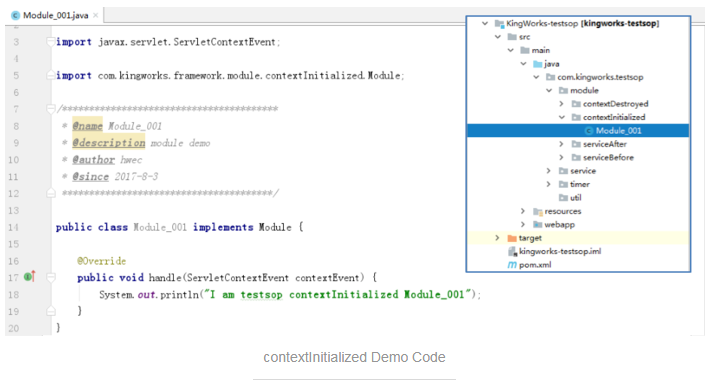 Module_001.java ×
2
3 import javax.servlet.ServletContextEvent;
4
5 import com.kingworks.framework.module.contextInitialized.Module;
6
7 /****************************************
8 * @name Module_001
9 * @description module demo
10 * @author hwec
11 * @since 2017-8-3
12 ***************************************/
13
14 public class Module_001 implements Module {
15
16 @Override
17 public void handle(ServletContextEvent contextEvent) {
18 System.out.println("I am testsop contextInitialized Module_001");
19 }
20 }
KingWorks-testsop [kingworks-testsop]
src
main
java
com.kingworks.testsop
module
contextDestroyed
contextInitialized
Module_001
serviceAfter
serviceBefore
service
timer
util
resources
webapp
target
kingworks-testsop.iml
pom.xml
contextInitialized Demo Code